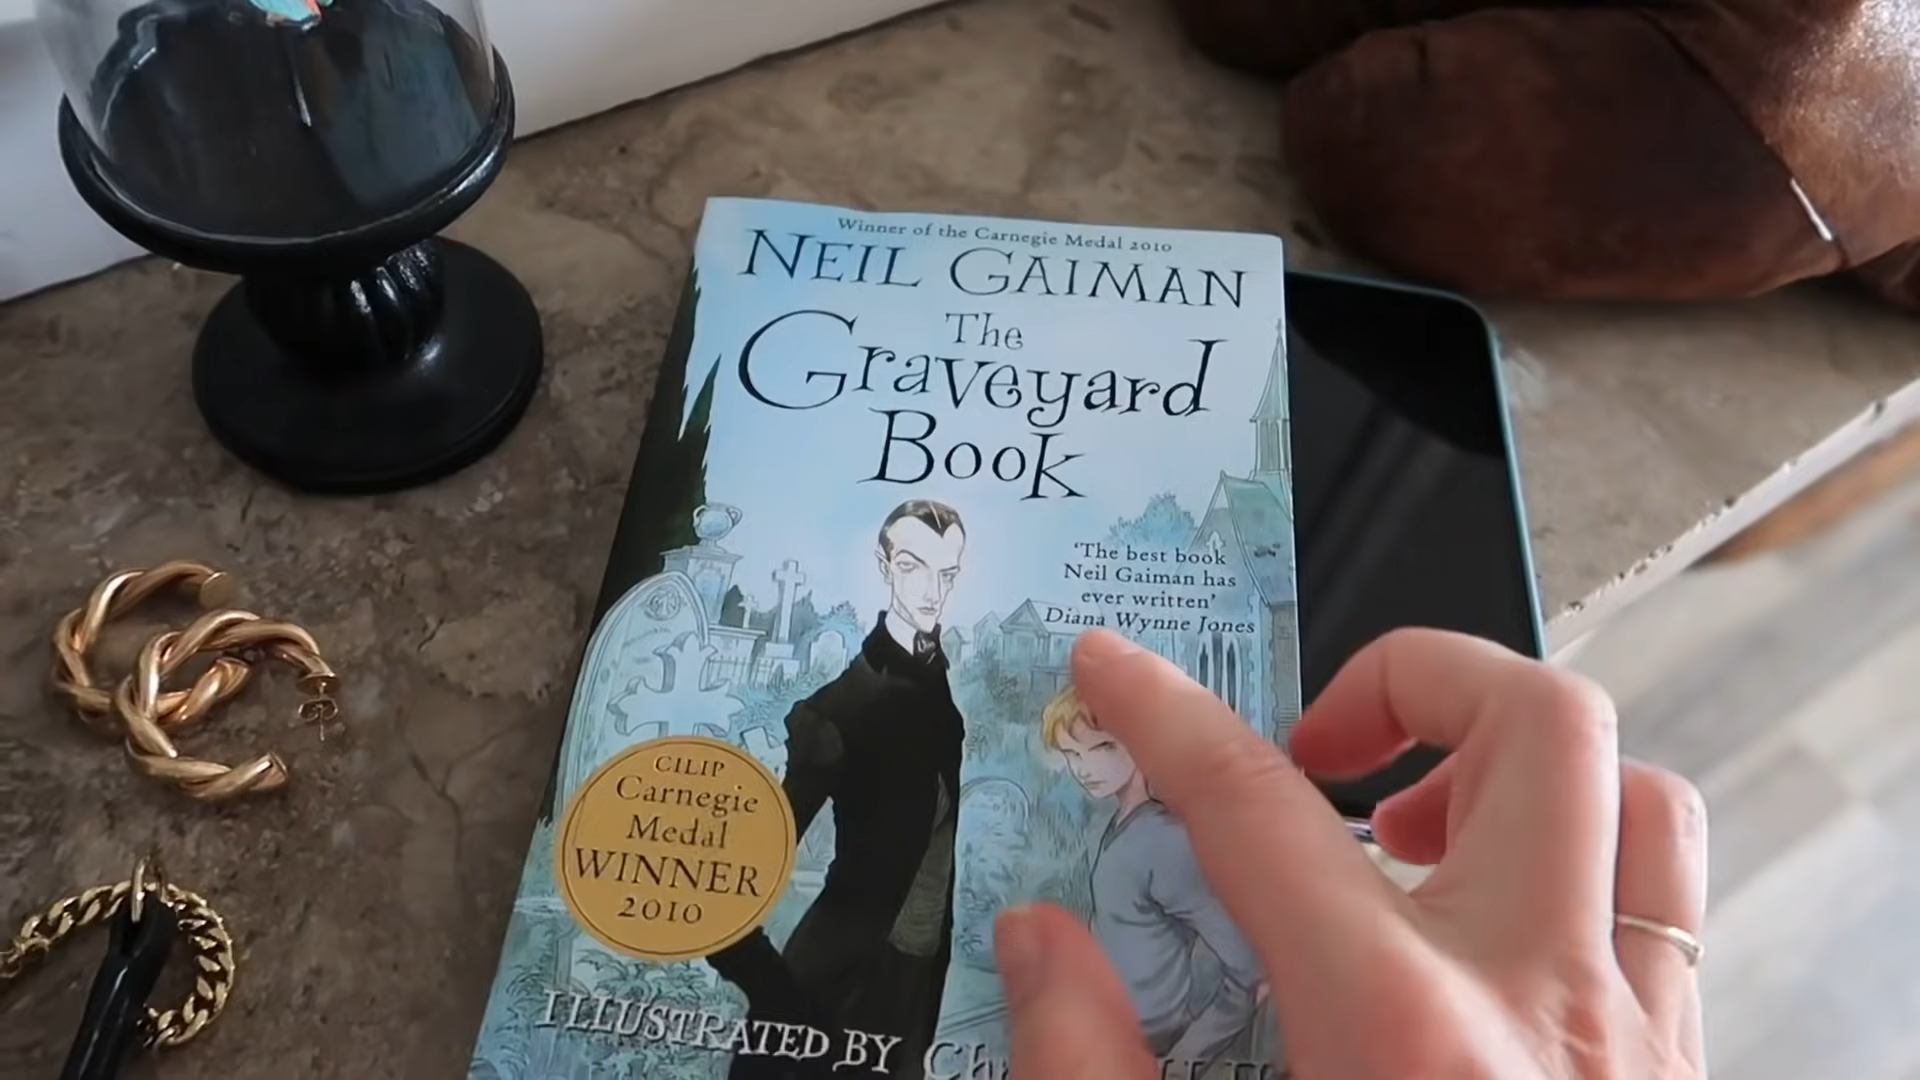 Winner of the Carnegie Medal 2010
NEIL GAIMAN
The
Graveyard
Book
'The best book
Neil Gaiman has
ever written'
Diana Wynne Jones
CILIP
Carnegie
Medal
WINNER
2010
ILLUSTRATED BY